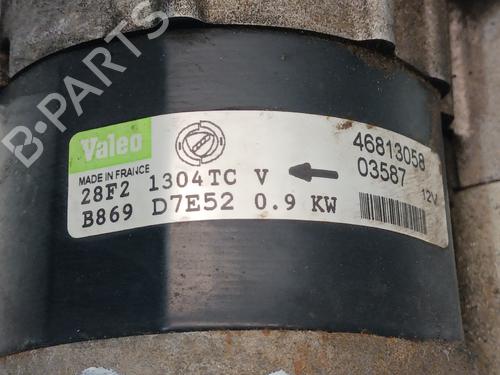 B-PARTS
Valeo
MADE IN FRANCE
28F2 1304TC V
B869 D7E52 0.9 KW
46813058
03587 12V